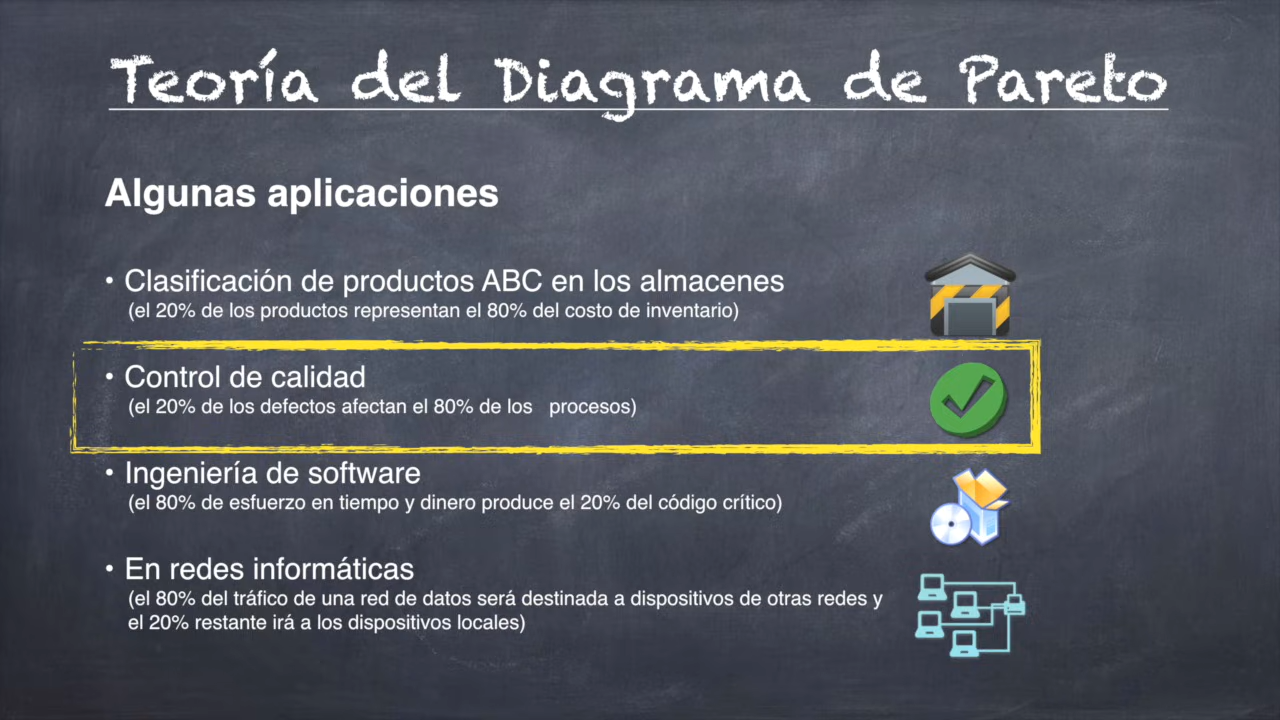 Teoría del Diagrama de Pareto
Algunas aplicaciones
• Clasificación de productos ABC en los almacenes
(el 20% de los productos representan el 80% del costo de inventario)
• Control de calidad
(el 20% de los defectos afectan el 80% de los procesos)
• Ingeniería de software
(el 80% de esfuerzo en tiempo y dinero produce el 20% del código crítico)
• En redes informáticas
(el 80% del tráfico de una red de datos será destinada a dispositivos de otras redes y
el 20% restante irá a los dispositivos locales)